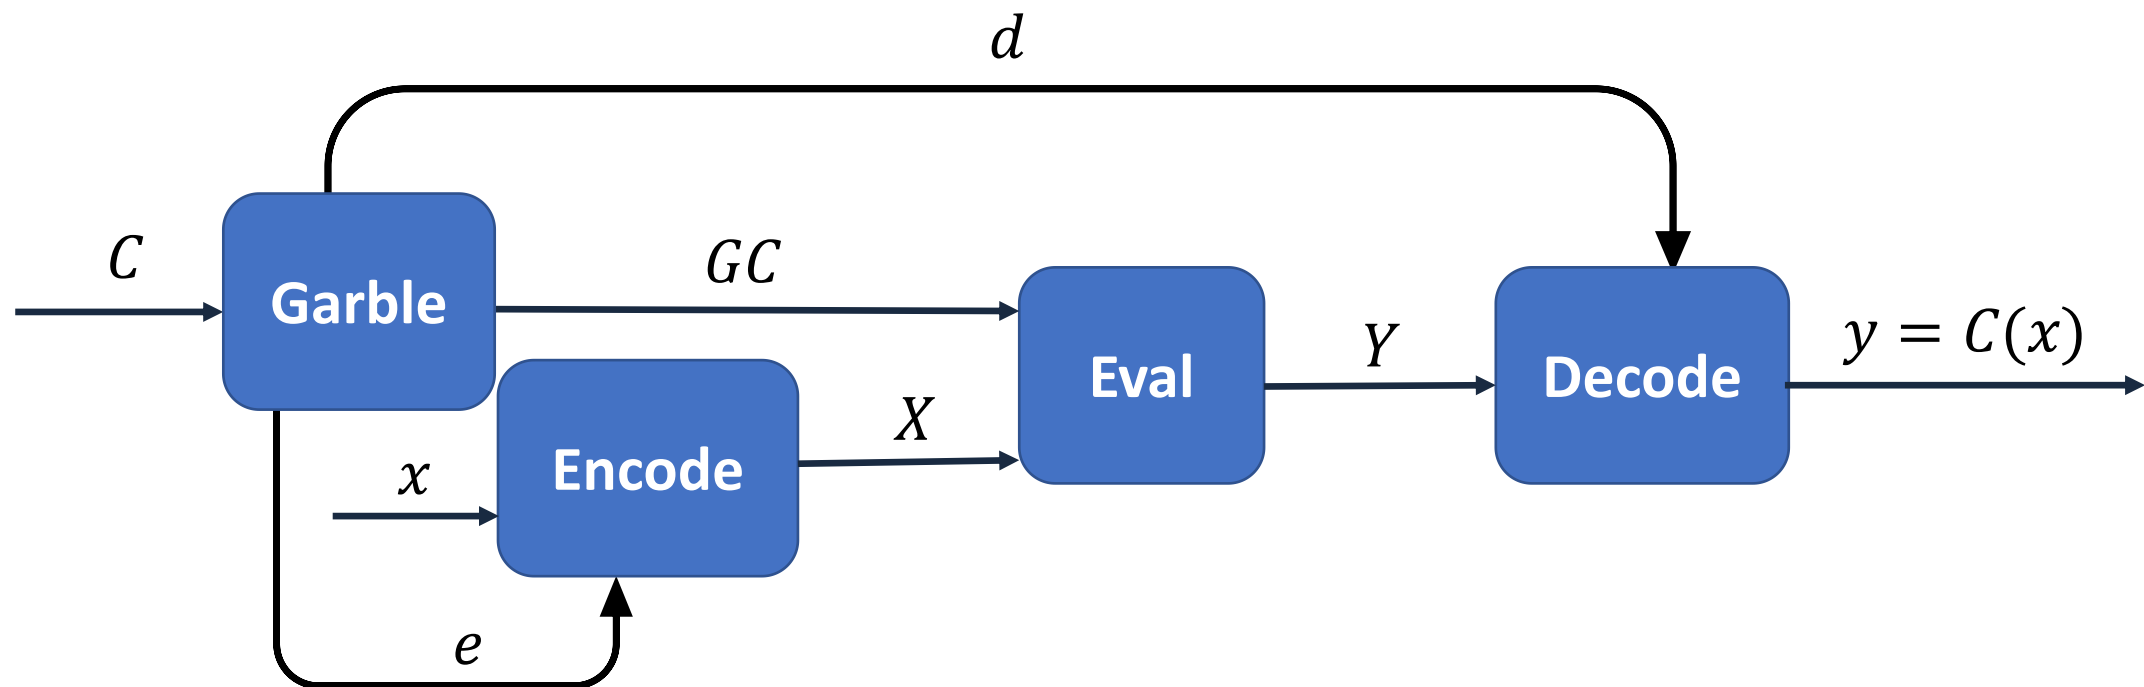 d
C
GC
Garble
Y
y = C(x)
Eval
Decode
X
x
Encode
e